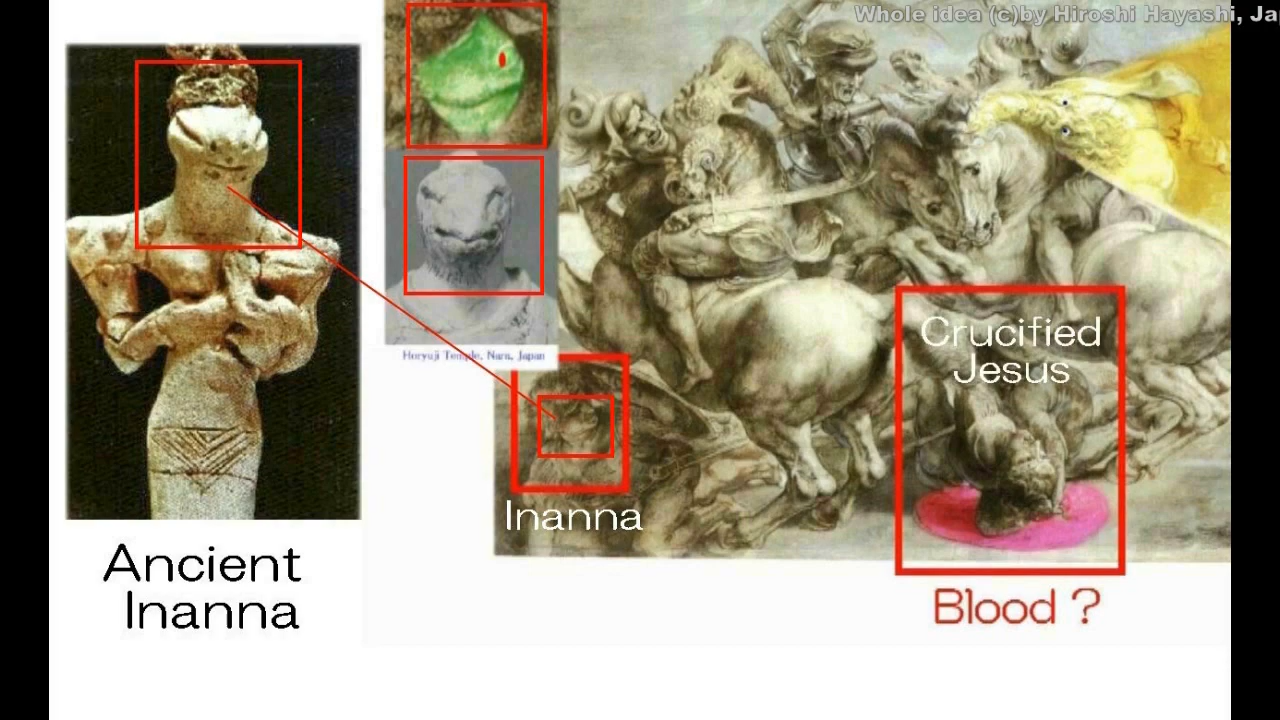 Whole idea (c)by Hiroshi Hayashi, Ja
Horyuji Temple, Nara, Japan
Crucified
Jesus
Inanna
Ancient
Inanna
Blood ?